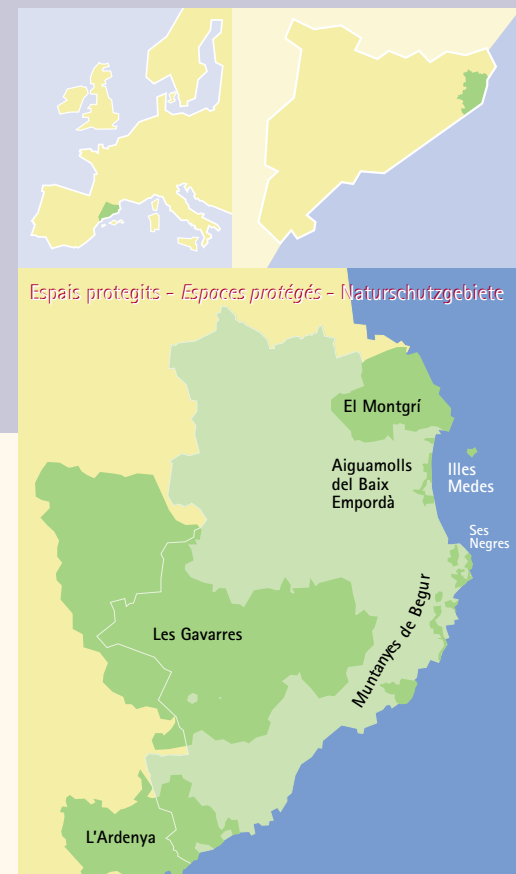 Espais protegits - Espaces protégés - Naturschutzgebiete
El Montgrí
Aiguamolls
del Baix
Empordà
Illes
Medes
Ses
Negres
Muntanyes de Begur
Les Gavarres
L'Ardenya